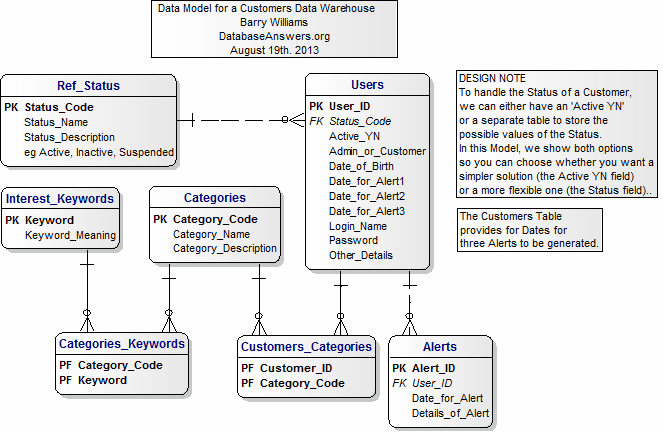 Data Model for a Customers Data Warehouse
Barry Williams
DatabaseAnswers.org
August 19th. 2013
Ref_Status
PK Status_Code
Status_Name
Status_Description
eg Active, Inactive, Suspended
Users
PK User_ID
FK Status_Code
Active_YN
Admin_or_Customer
Date_of_Birth
Date_for_Alert1
Date_for_Alert2
Date_for_Alert3
Login_Name
Password
Other_Details
DESIGN NOTE
To handle the Status of a Customer,
we can either have an 'Active YN'
or a separate table to store the
possible values of the Status.
In this Model, we show both options
so you can choose whether you want a
simpler solution (the Active YN field)
or a more flexible one (the Status field)..
The Customers Table
provides for Dates for
three Alerts to be generated.
Interest_Keywords
PK Keyword
Keyword_Meaning
Categories
PK Category_Code
Category_Name
Category_Description
Categories_Keywords
PF Category_Code
PF Keyword
Customers_Categories
PF Customer_ID
PF Category_Code
Alerts
PK Alert_ID
FK User_ID
Date_for_Alert
Details_of_Alert